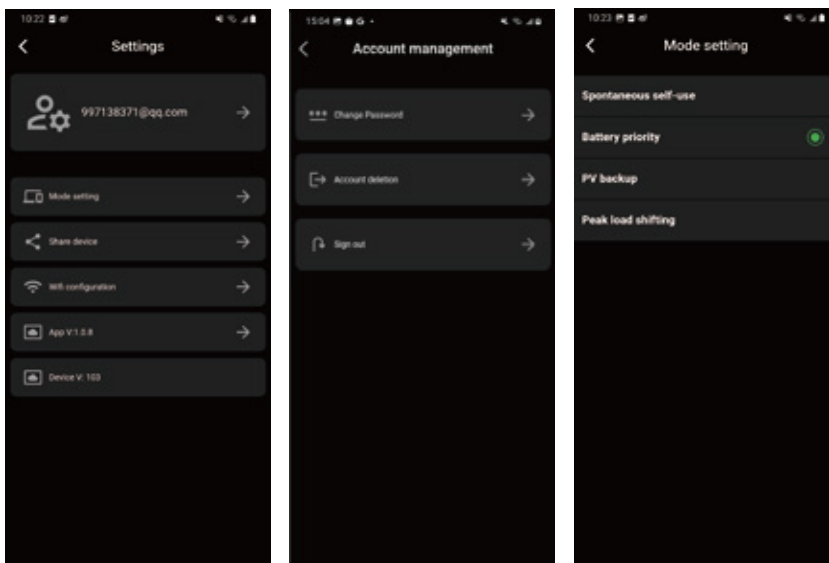 10:22
Settings
997138371@qq.com
Mode setting
Share device
Wifi configuration
App V:1.0.8
Device V: 103
15:04
Account management
Change Password
Account deletion
Sign out
10:23
Mode setting
Spontaneous self-use
Battery priority
PV backup
Peak load shifting